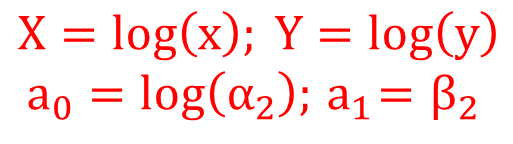 X = log(x); Y = log(y)
a₀ = log(α₂); a₁= β₂